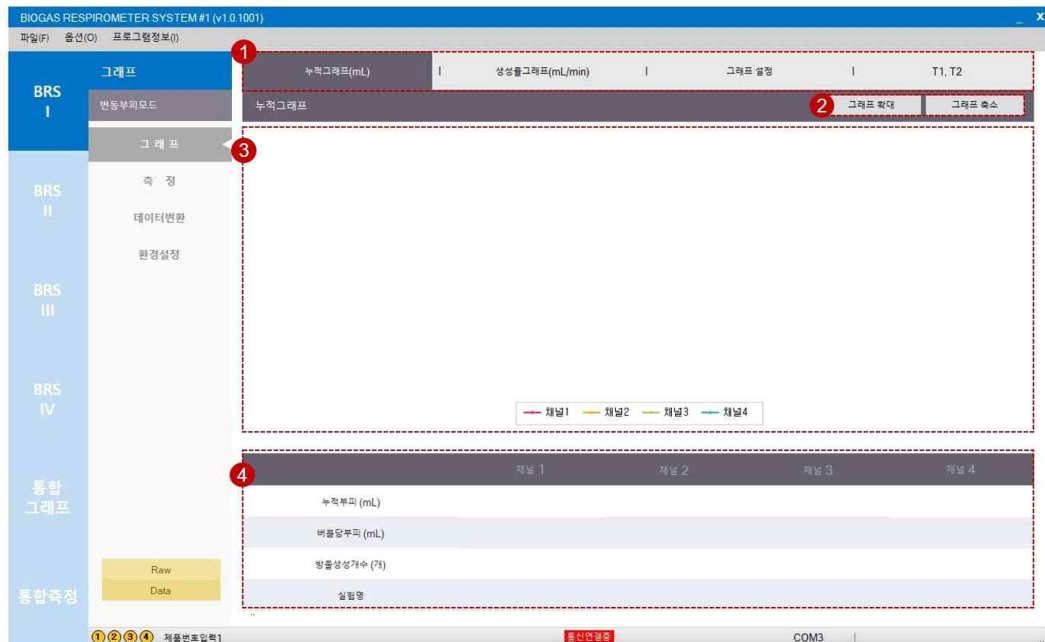 BIOGAS RESPIROMETER SYSTEM #1 (v1.0.1001) _ x
파일(F) 옵션(O) 프로그램정보(I)
BRS
I
그래프
변동부피모드
1
누적그래프(mL) | 생성률그래프(mL/min) | 그래프 설정 | T1, T2
누적그래프
2
그래프 확대 그래프 축소
그 래 프
3
측 정
데이터변환
환경설정
BRS
II
BRS
III
BRS
IV
통합
그래프
통합측정
채널1 채널2 채널3 채널4
4
채널 1 채널 2 채널 3 채널 4
누적부피 (mL)
버블당부피 (mL)
방울생성개수 (개)
실험명
Raw
Data
1 2 3 4 제품번호입력1 통신연결중 COM3